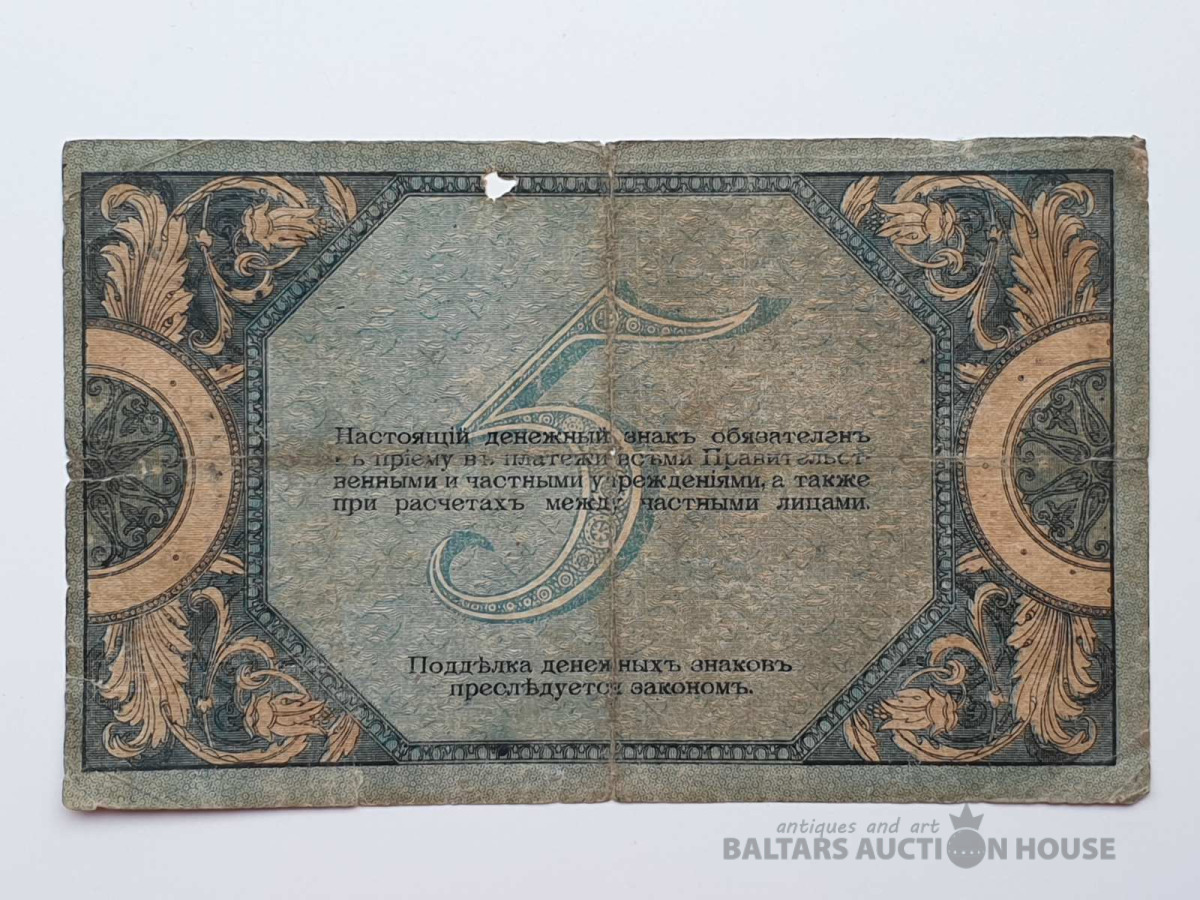 5
Настоящій денежный знакъ обязателенъ
къ пріему въ платежи всѣми Правительст-
венными и частными учрежденіями, а также
при расчетахъ между частными лицами.
Поддѣлка денежныхъ знаковъ
преслѣдуется закономъ.
antiques and art
BALTARS AUCTION HOUSE